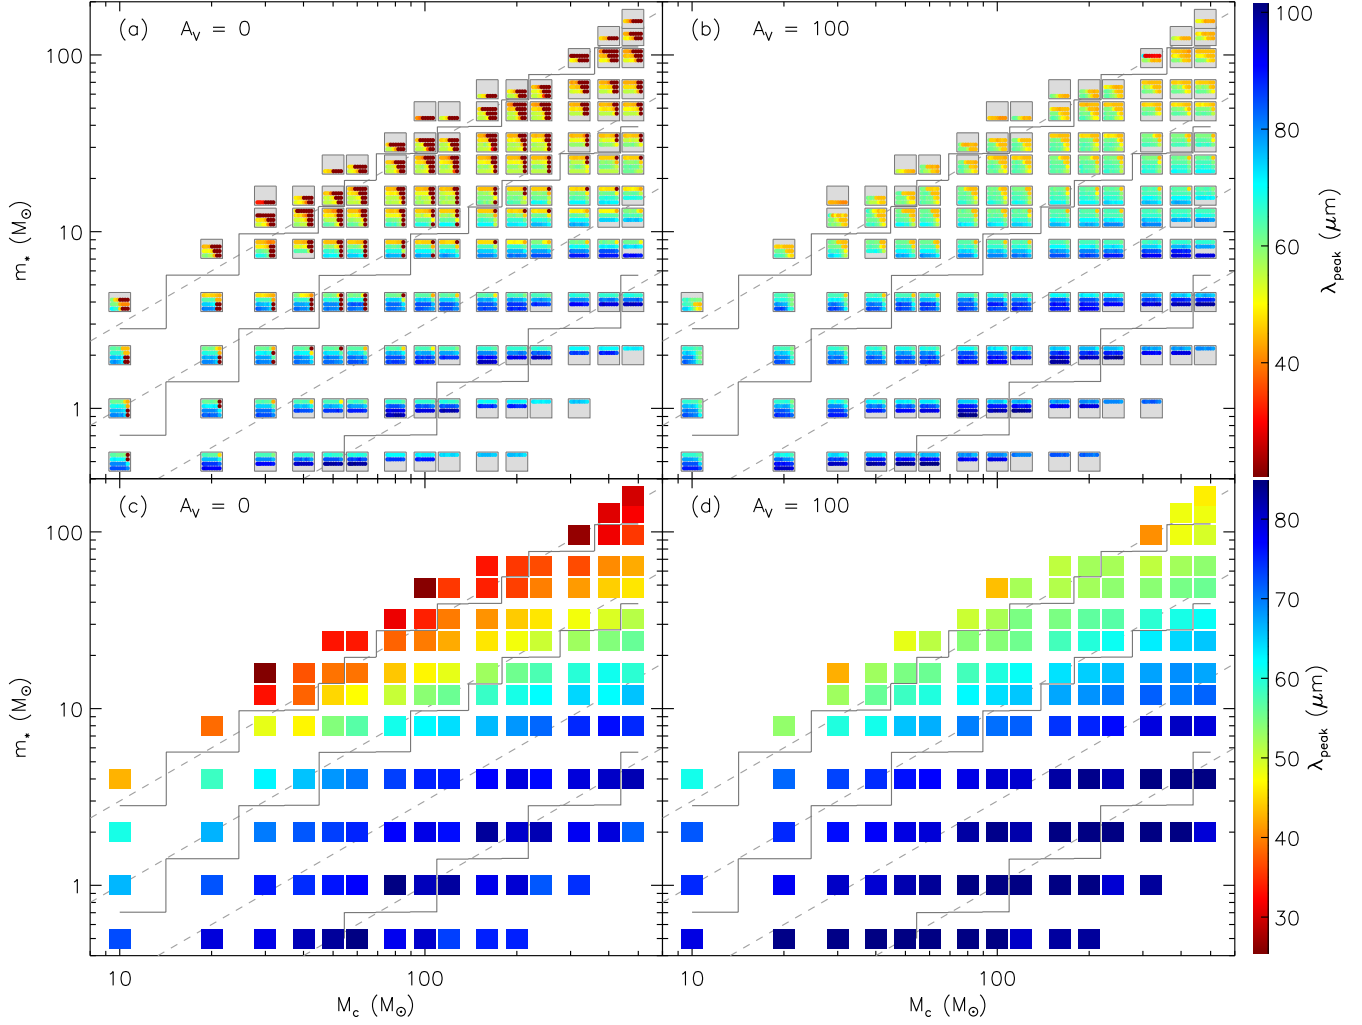 (a) A_V = 0
(b) A_V = 100
100
10
1
m_* (M_⊙)
100
80
60
40
λ_peak (μm)
(c) A_V = 0
(d) A_V = 100
100
10
1
m_* (M_⊙)
80
70
60
50
40
30
λ_peak (μm)
10 100
10 100
M_c (M_⊙)
M_c (M_⊙)